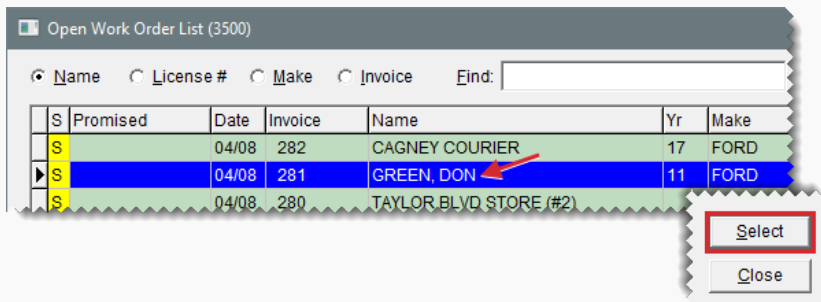 Open Work Order List (3500)
Name License # Make Invoice Find:
S Promised Date Invoice Name Yr Make
S 04/08 282 CAGNEY COURIER 17 FORD
S 04/08 281 GREEN, DON 11 FORD
S 04/08 280 TAYLOR BLVD STORE (#2)
Select
Close